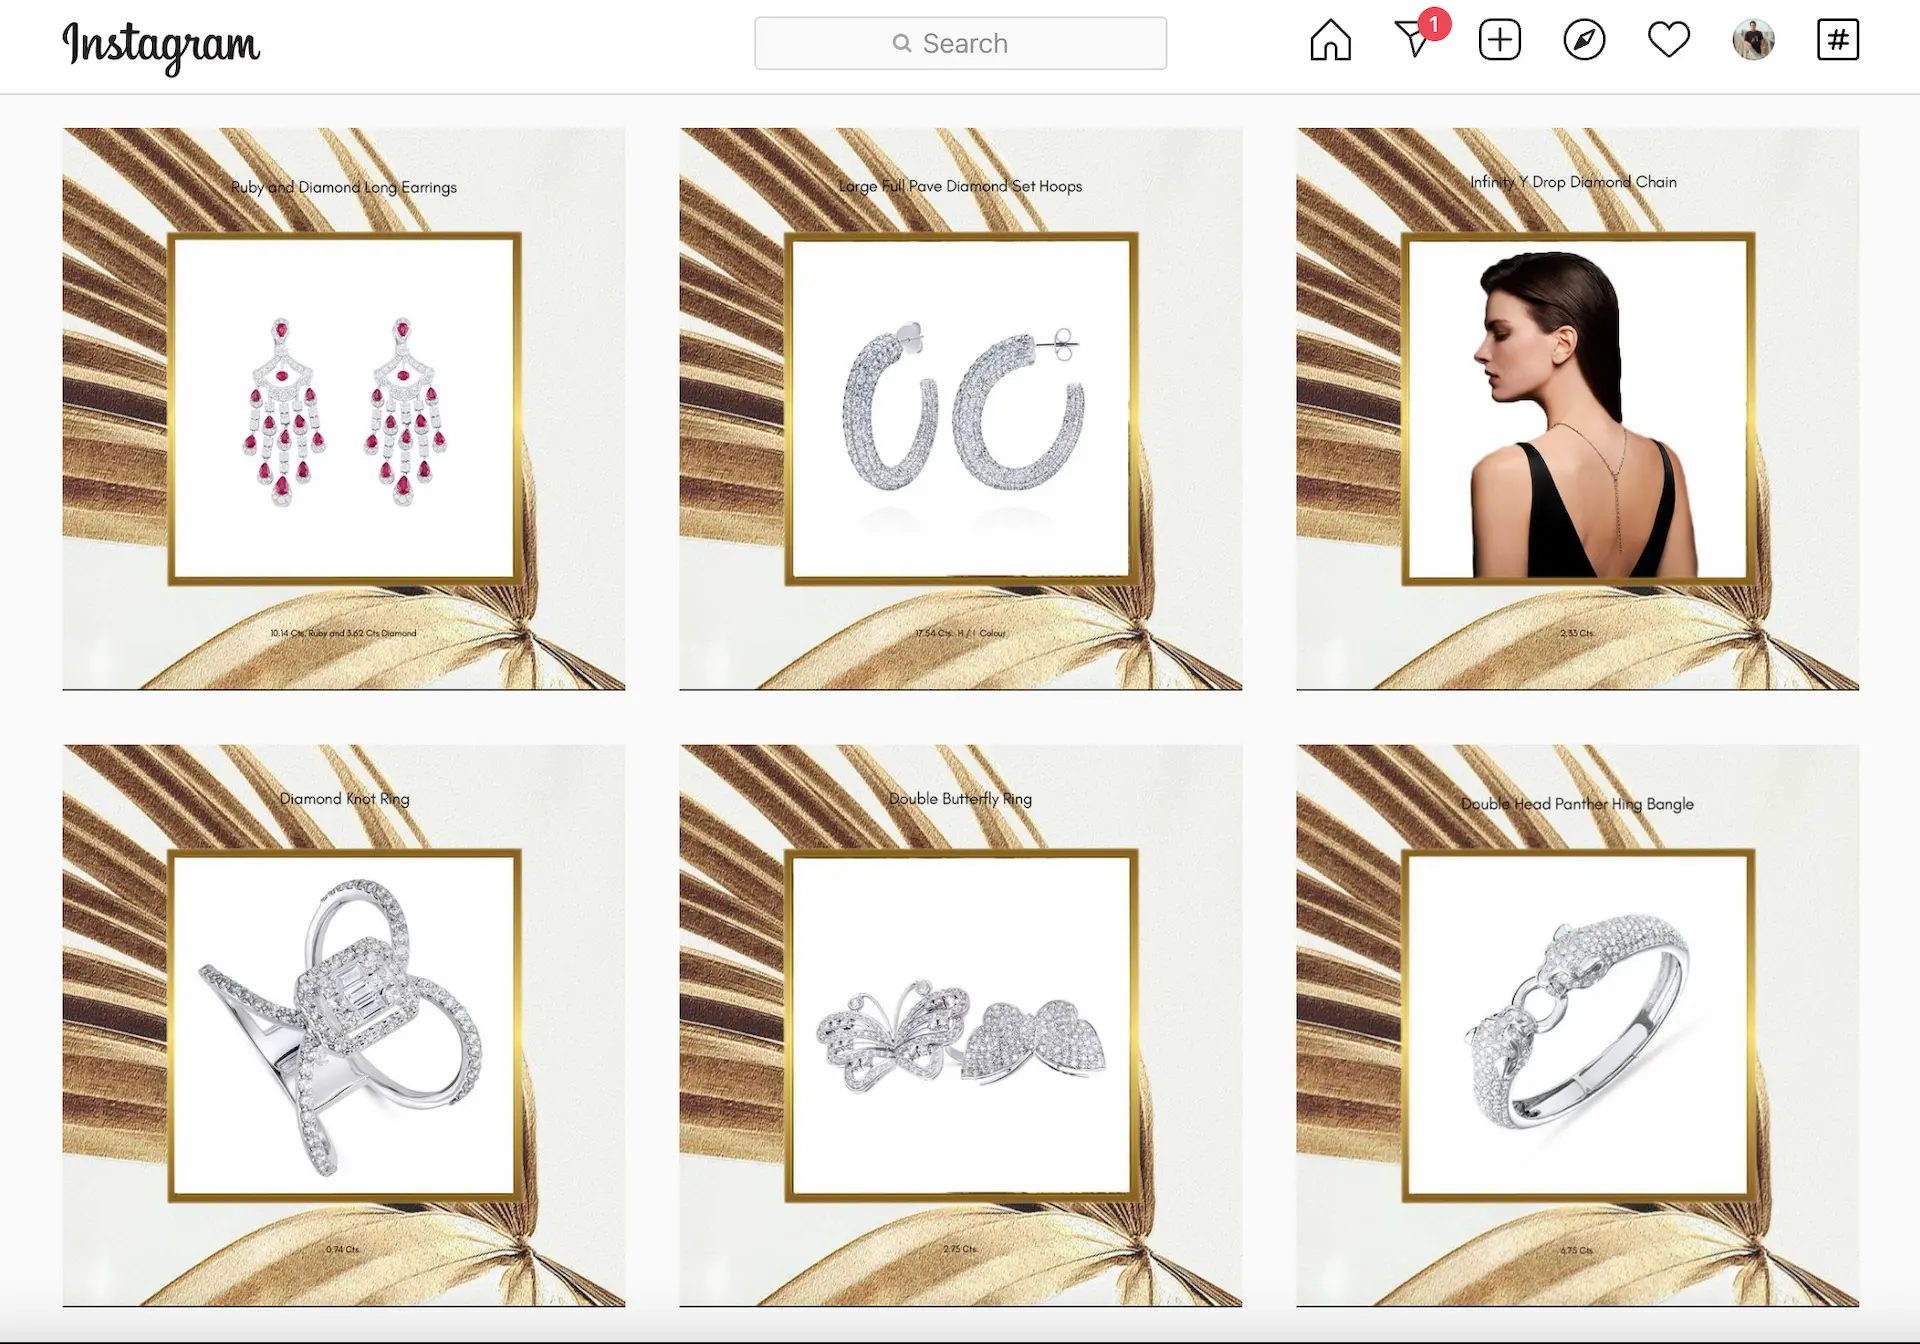 Instagram
Search
1
#
Ruby and Diamond Long Earrings
10.14 Cts. Ruby and 3.62 Cts Diamond
Large Full Pave Diamond Set Hoops
17.54 Cts. H / I Colour
Infinity Y Drop Diamond Chain
2.33 Cts.
Diamond Knot Ring
0.74 Cts.
Double Butterfly Ring
2.75 Cts.
Double Head Panther Hing Bangle
6.75 Cts.